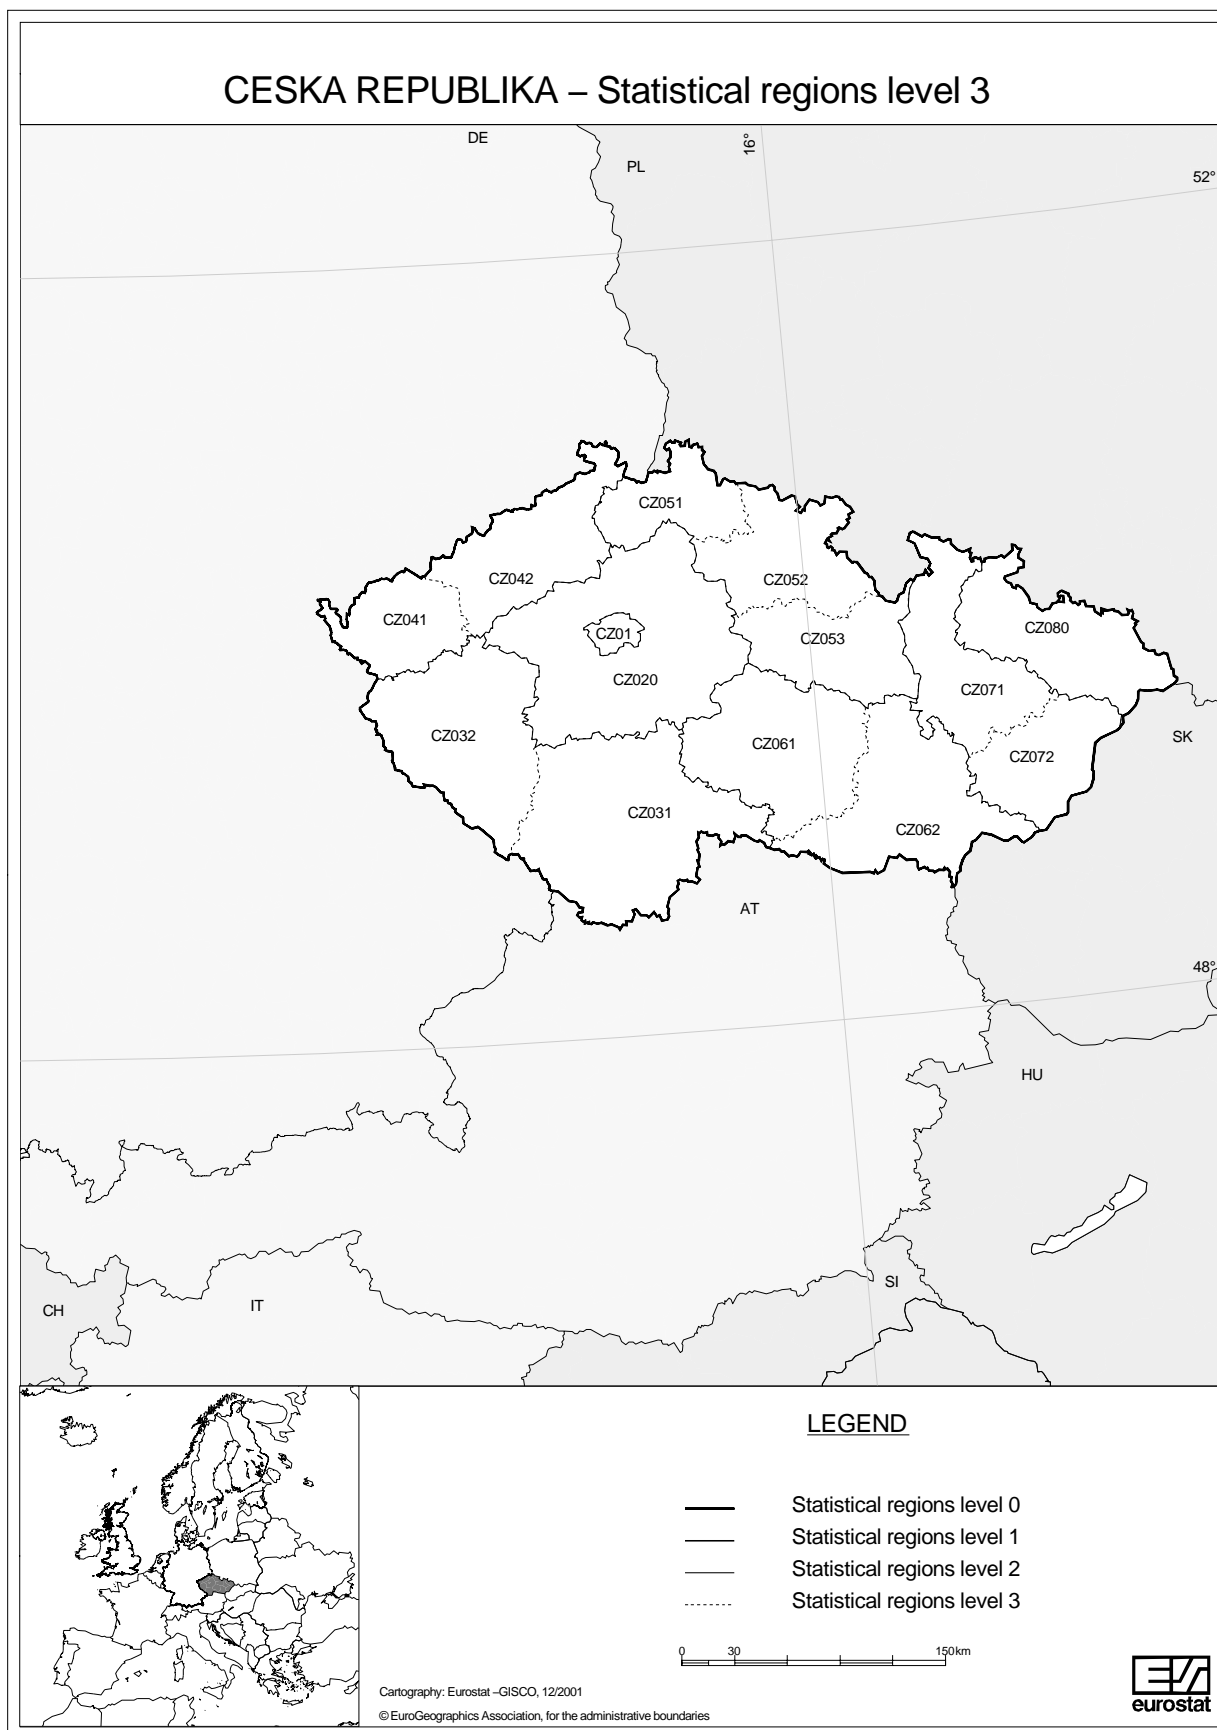 CESKA REPUBLIKA – Statistical regions level 3
DE
PL
16°
52°
CZ051
CZ042
CZ052
CZ041
CZ01
CZ053
CZ080
CZ020
CZ071
CZ032
CZ061
SK
CZ072
CZ031
CZ062
AT
48°
HU
SI
CH
IT
LEGEND
Statistical regions level 0
Statistical regions level 1
Statistical regions level 2
Statistical regions level 3
0 30 150km
Cartography: Eurostat –GISCO, 12/2001
© EuroGeographics Association, for the administrative boundaries
eurostat